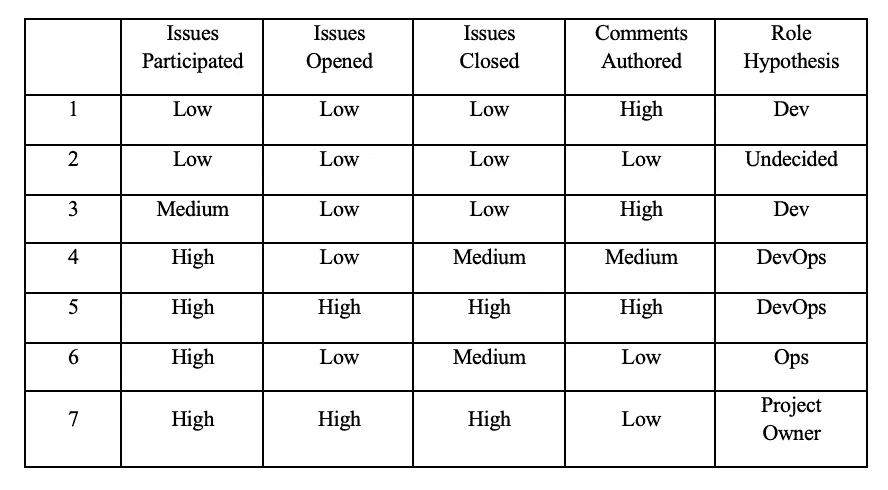 Issues Participated Issues Opened Issues Closed Comments Authored Role Hypothesis
1 Low Low Low High Dev
2 Low Low Low Low Undecided
3 Medium Low Low High Dev
4 High Low Medium Medium DevOps
5 High High High High DevOps
6 High Low Medium Low Ops
7 High High High Low Project Owner